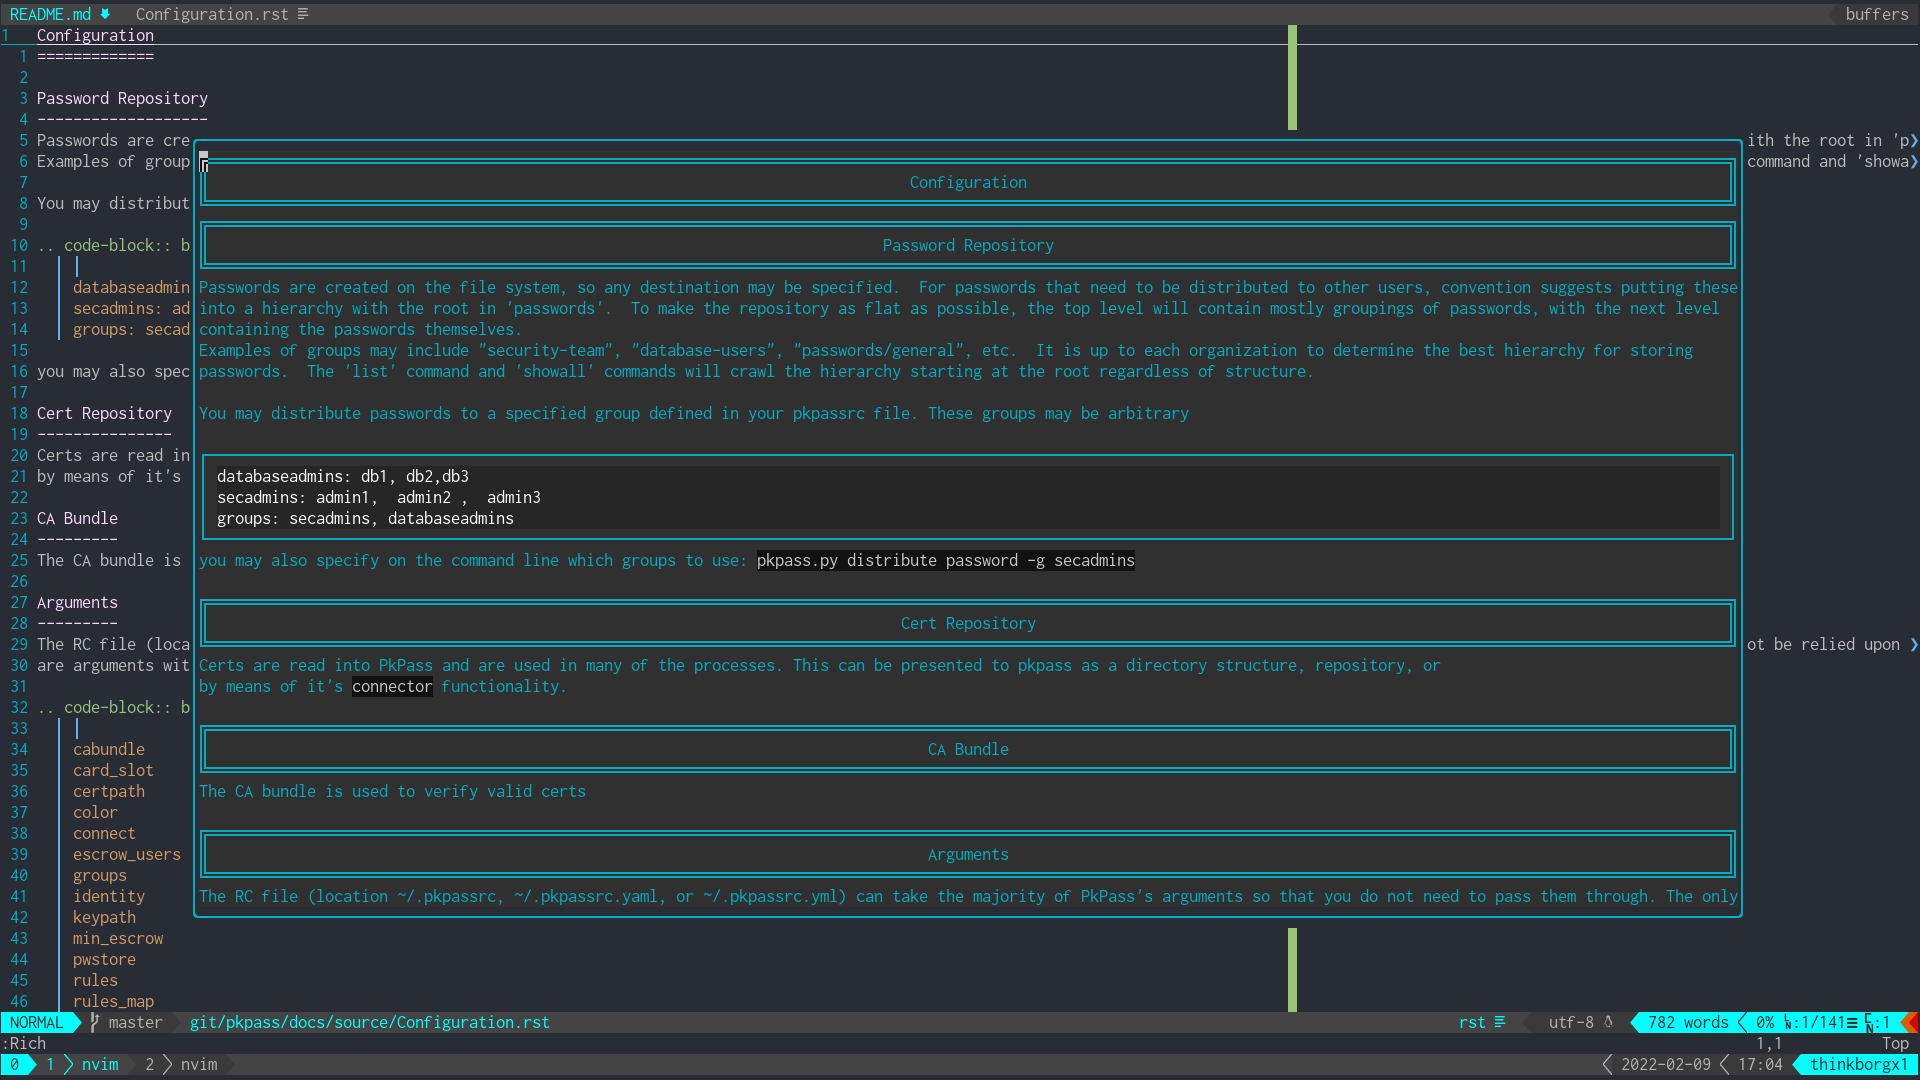 README.md Configuration.rst buffers
1 Configuration
1 =============
2
3 Password Repository
4 -------------------
5 Passwords are cre ith the root in 'p
6 Examples of group command and 'showa
7
8 You may distribut
9
10 .. code-block:: b
11
12 databaseadmin
13 secadmins: ad
14 groups: secad
15
16 you may also spec
17
18 Cert Repository
19 ---------------
20 Certs are read in
21 by means of it's
22
23 CA Bundle
24 ---------
25 The CA bundle is
26
27 Arguments
28 ---------
29 The RC file (loca ot be relied upon
30 are arguments wit
31
32 .. code-block:: b
33
34 cabundle
35 card_slot
36 certpath
37 color
38 connect
39 escrow_users
40 groups
41 identity
42 keypath
43 min_escrow
44 pwstore
45 rules
46 rules_map
Configuration
Password Repository
Passwords are created on the file system, so any destination may be specified.  For passwords that need to be distributed to other users, convention suggests putting these
into a hierarchy with the root in 'passwords'.  To make the repository as flat as possible, the top level will contain mostly groupings of passwords, with the next level
containing the passwords themselves.
Examples of groups may include "security-team", "database-users", "passwords/general", etc.  It is up to each organization to determine the best hierarchy for storing
passwords.  The 'list' command and 'showall' commands will crawl the hierarchy starting at the root regardless of structure.
You may distribute passwords to a specified group defined in your pkpassrc file. These groups may be arbitrary
databaseadmins: db1, db2,db3
secadmins: admin1,  admin2 ,  admin3
groups: secadmins, databaseadmins
you may also specify on the command line which groups to use: pkpass.py distribute password -g secadmins
Cert Repository
Certs are read into PkPass and are used in many of the processes. This can be presented to pkpass as a directory structure, repository, or
by means of it's connector functionality.
CA Bundle
The CA bundle is used to verify valid certs
Arguments
The RC file (location ~/.pkpassrc, ~/.pkpassrc.yaml, or ~/.pkpassrc.yml) can take the majority of PkPass's arguments so that you do not need to pass them through. The only
NORMAL master git/pkpass/docs/source/Configuration.rst rst utf-8 782 words 0% LN:1/141≡ CN:1
:Rich 1,1 Top
0 1 nvim 2 nvim 2022-02-09 17:04 thinkborgx1